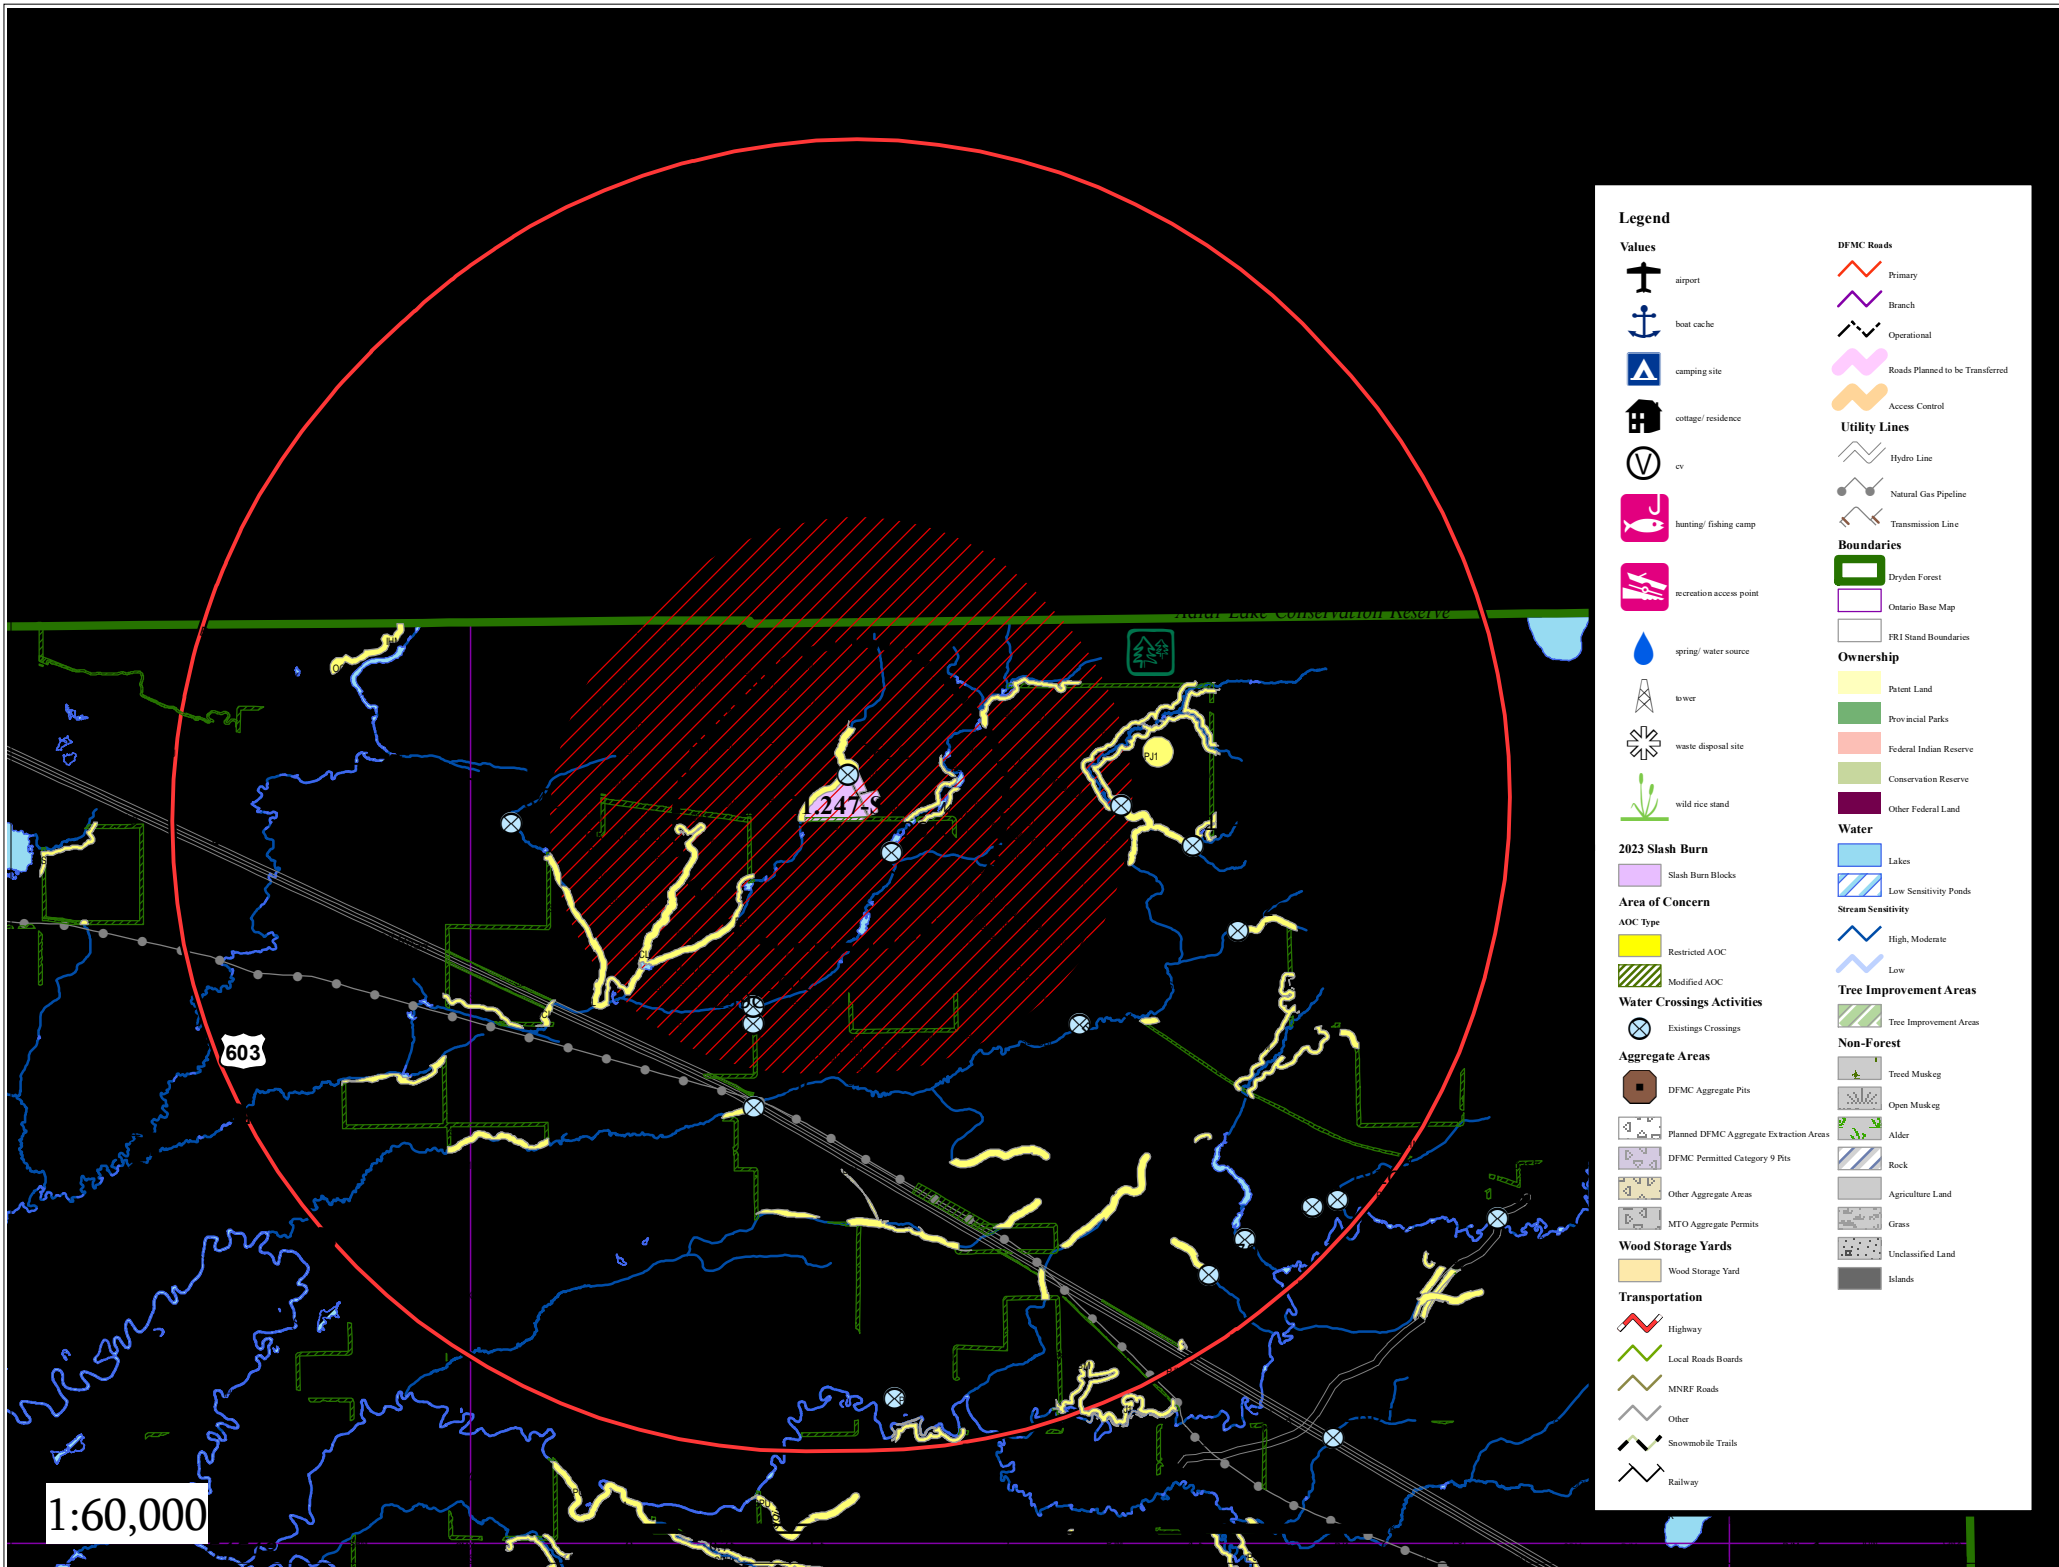 Adair Lake Conservation Reserve
PJ1
1.247-S
603
1:60,000
Legend
Values
airport
boat cache
camping site
cottage/ residence
V
cv
hunting/ fishing camp
recreation access point
spring/ water source
tower
waste disposal site
wild rice stand
2023 Slash Burn
Slash Burn Blocks
Area of Concern
AOC Type
Restricted AOC
Modified AOC
Water Crossings Activities
Existings Crossings
Aggregate Areas
DFMC Aggregate Pits
Planned DFMC Aggregate Extraction Areas
DFMC Permitted Category 9 Pits
Other Aggregate Areas
MTO Aggregate Permits
Wood Storage Yards
Wood Storage Yard
Transportation
Highway
Local Roads Boards
MNRF Roads
Other
Snowmobile Trails
Railway
DFMC Roads
Primary
Branch
Operational
Roads Planned to be Transferred
Access Control
Utility Lines
Hydro Line
Natural Gas Pipeline
Transmission Line
Boundaries
Dryden Forest
Ontario Base Map
FRI Stand Boundaries
Ownership
Patent Land
Provincial Parks
Federal Indian Reserve
Conservation Reserve
Other Federal Land
Water
Lakes
Low Sensitivity Ponds
Stream Sensitivity
High, Moderate
Low
Tree Improvement Areas
Tree Improvement Areas
Non-Forest
Treed Muskeg
Open Muskeg
Alder
Rock
Agriculture Land
Grass
Unclassified Land
Islands